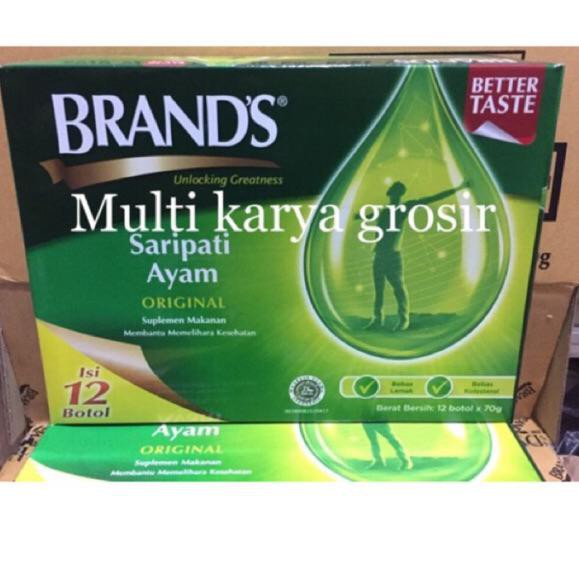 BRAND'S®
BETTER
TASTE
Unlocking Greatness
Multi karya grosir
Saripati
Ayam
ORIGINAL
Suplemen Makanan
Membantu Memelihara Kesehatan
Isi
12
Botol
Bebas
Lemak
Bebas
Kolesterol
Berat Bersih: 12 botol x 70g
Ayam
ORIGINAL
Suplemen Makanan
Membantu Memelihara Kesehatan